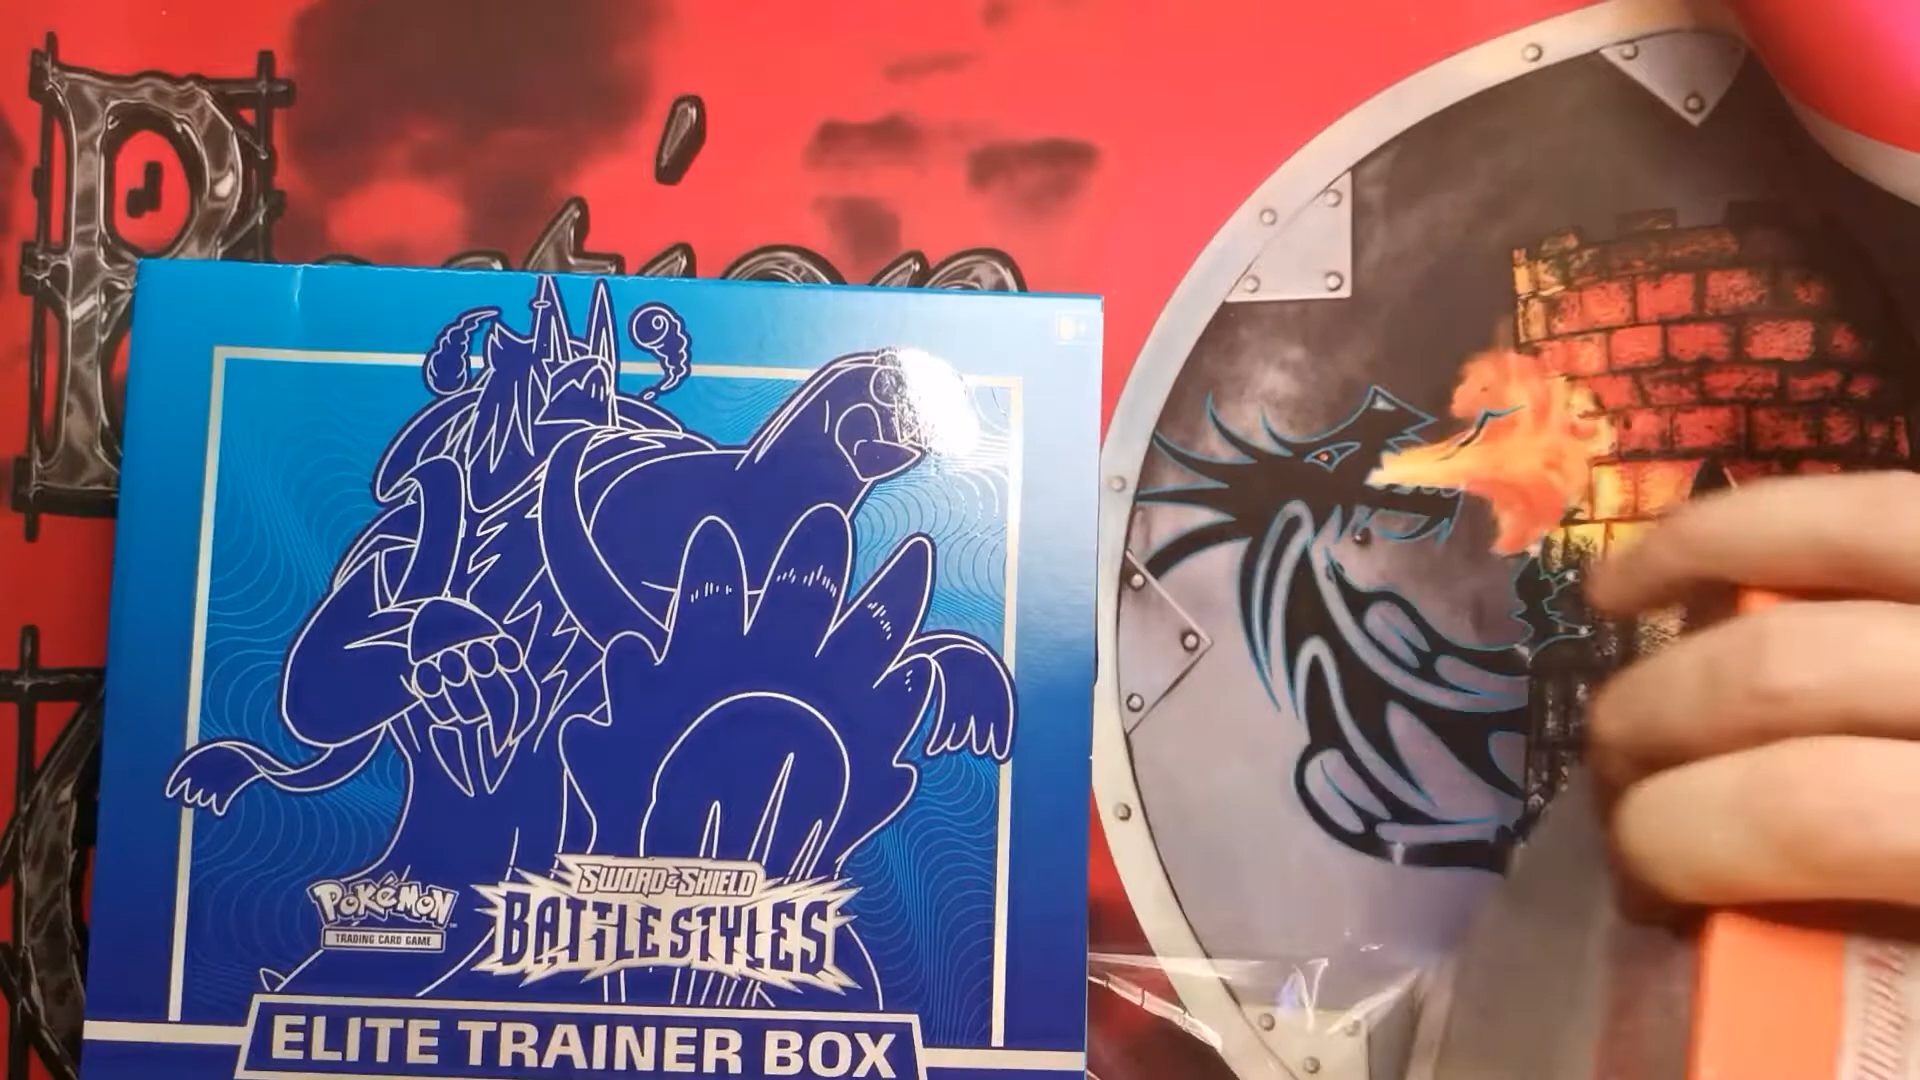 POKéMON
TRADING CARD GAME
SWORD & SHIELD
BATTLE STYLES
ELITE TRAINER BOX